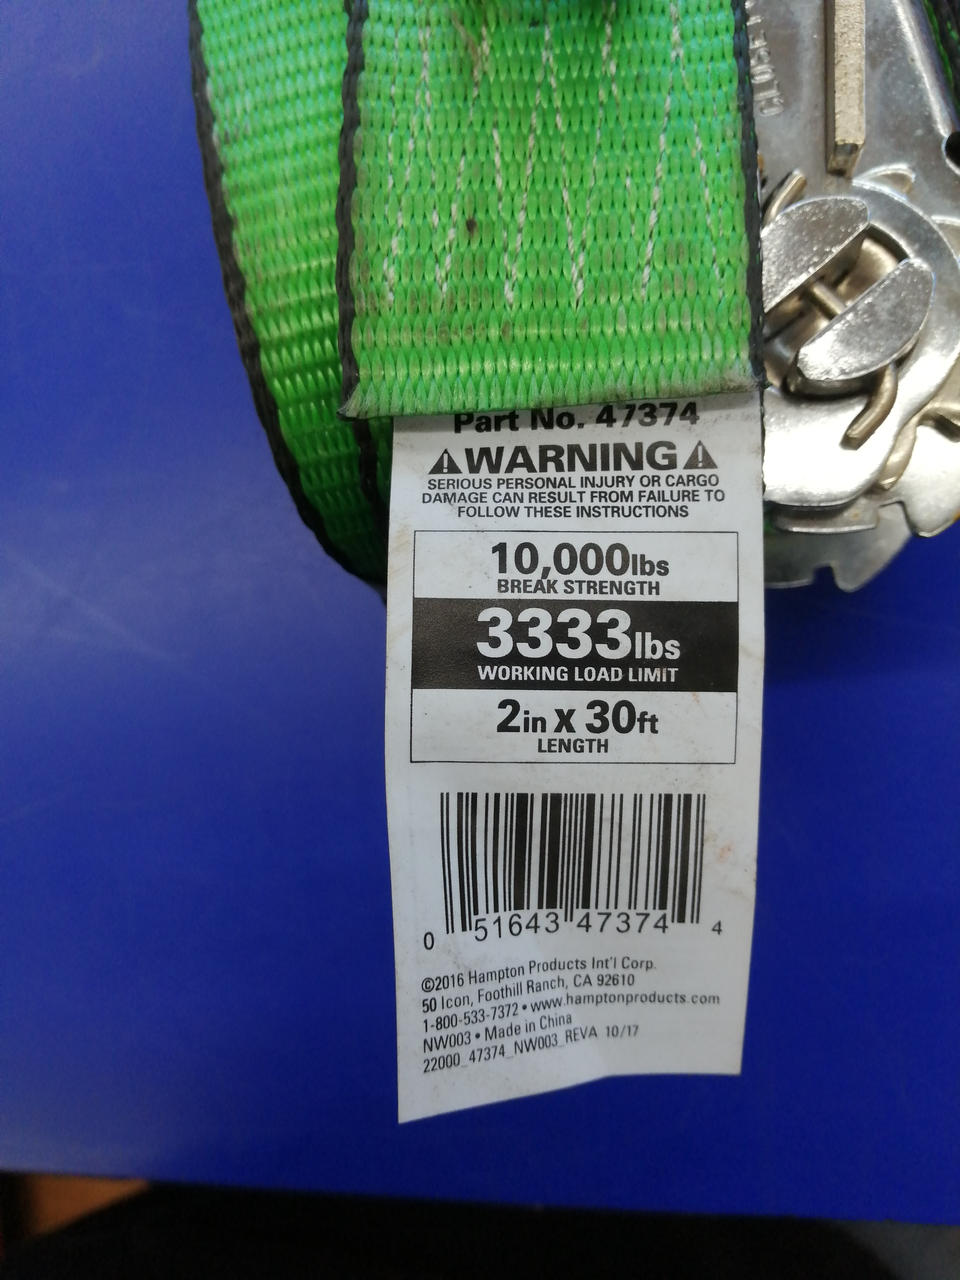 CLOSE
Part No. 47374
WARNING
SERIOUS PERSONAL INJURY OR CARGO
DAMAGE CAN RESULT FROM FAILURE TO
FOLLOW THESE INSTRUCTIONS
10,000lbs
BREAK STRENGTH
3333lbs
WORKING LOAD LIMIT
2in X 30ft
LENGTH
0 51643 47374 4
©2016 Hampton Products Int'l Corp.
50 Icon, Foothill Ranch, CA 92610
1-800-533-7372 • www.hamptonproducts.com
NW003 • Made in China
22000_47374_NW003_REVA 10/17